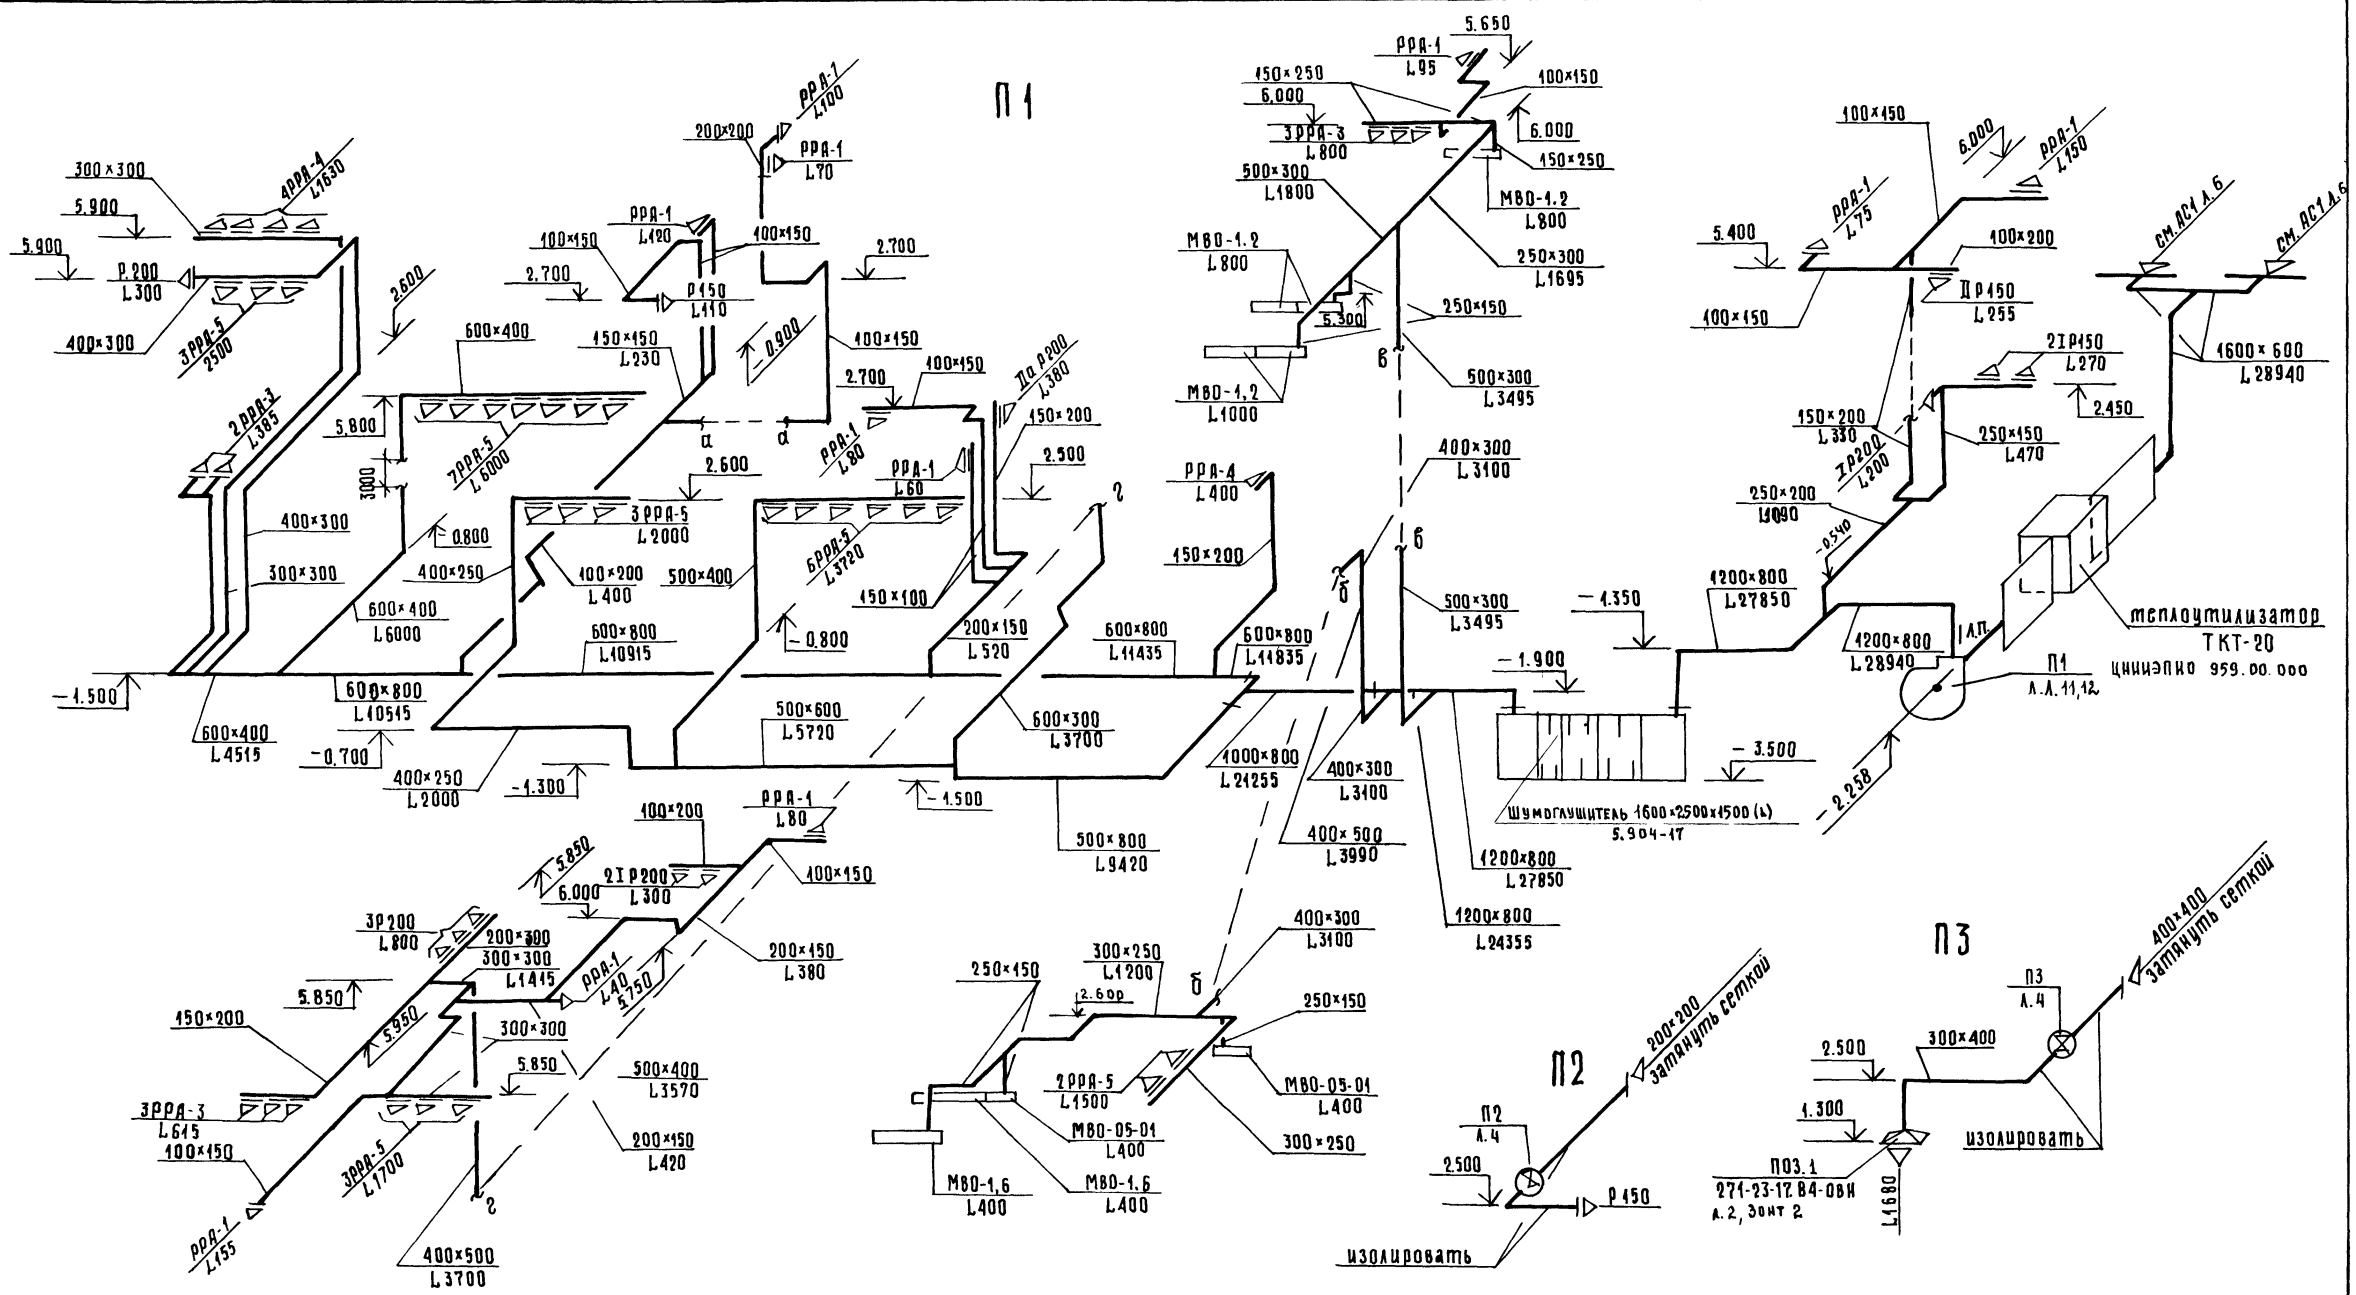 П1
300×300
4РРА-4
L1630
5.900
5.900
Р.200
L300
400×300
3РРА-5
2500
2.600
2РРА-3
L385
400×300
300×300
600×400
5.800
3000
7РРА-5
L6000
-0.800
600×400
L6000
-1.500
600×400
L4515
600×800
L10515
-0.700
400×250
L2000
-1.300
200×200
РРА-1
L100
РРА-1
L70
РРА-1
L120
100×150
100×150
2.700
2.700
Р150
L110
150×150
L230
-0.900
100×150
а
а
2.600
3РРА-5
L2000
400×250
100×200
L400
600×800
L10915
500×400
6РРА-5
L3720
-0.800
500×600
L5720
2.700
100×150
РРА-1
L80
IIа Р200
L380
150×200
РРА-1
L60
2.500
150×100
200×150
L520
г
600×300
L3700
-1.500
500×800
L9420
РРА-4
L400
150×200
600×800
L11435
600×800
L11835
1000×800
L21255
400×300
L3100
400×500
L3990
5.650
РРА-1
L95
150×250
100×150
6.000
6.000
3РРА-3
L800
150×250
500×300
L1800
МВО-1.2
L800
МВО-1.2
L800
250×300
L1695
5.300
250×150
МВО-1,2
L1000
в
500×300
L3495
400×300
L3100
б
в
500×300
L3495
1200×800
L27850
1200×800
L24355
-1.350
-1.900
-3.500
Шумоглушитель 1600×2500×1500 (h)
5.904-17
100×150
6.000
РРА-1
L150
РРА-1
L75
5.400
100×200
100×150
IIР150
L255
2IР150
L270
2.450
150×200
L330
IР200
L200
250×150
L470
250×200
L1090
-0.540
1200×800
L27850
1200×800
L28940
см. АС1 л.6
см. АС1 л.6
1600×600
L28940
теплоутилизатор
ТКТ-20
ЦНИИЭПИО 959.00.000
Л.П.
П1
л.л.11,12
-2.258
РРА-1
L80
100×200
5.850
6.000
2IР200
L300
100×150
3Р200
L800
200×300
300×300
L1415
5.850
РРА-1
L40
5.750
200×150
L380
150×200
5.950
300×300
5.850
500×400
L3570
3РРА-3
L615
100×150
3РРА-5
L1700
200×150
L420
РРА-1
L155
г
400×500
L3700
б
400×300
L3100
300×250
L1200
250×150
2.600
250×150
2РРА-5
L1500
МВО-05-01
L400
МВО-05-01
L400
300×250
МВО-1,6
L400
МВО-1.6
L400
П2
200×200
затянуть сеткой
П2
л.4
2.500
Р150
изолировать
П3
400×400
затянуть сеткой
П3
л.4
300×400
2.500
1.300
изолировать
поз.1
271-23-17.84-ОВН
л.2, зонт 2
L1680